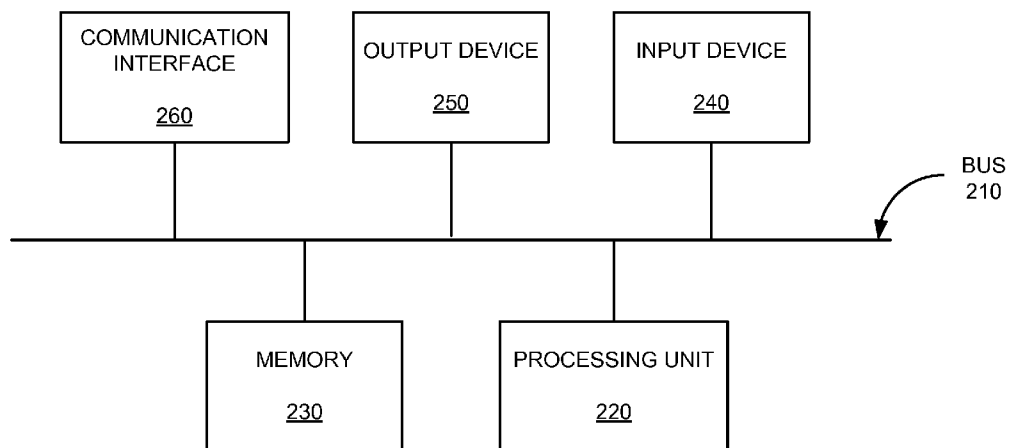 COMMUNICATION
INTERFACE
260
OUTPUT DEVICE
250
INPUT DEVICE
240
BUS
210
MEMORY
230
PROCESSING UNIT
220